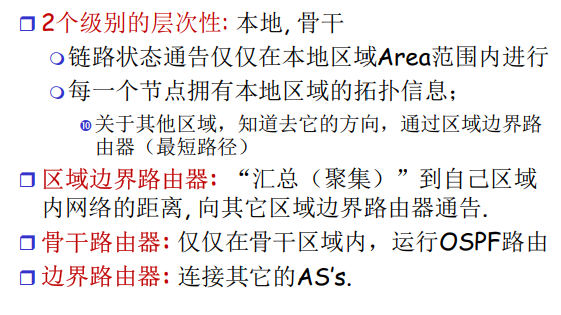 2个级别的层次性: 本地, 骨干
链路状态通告仅仅在本地区域Area范围内进行
每一个节点拥有本地区域的拓扑信息；
关于其他区域，知道去它的方向，通过区域边界路
由器（最短路径）
区域边界路由器: “汇总（聚集）”到自己区域
内网络的距离, 向其它区域边界路由器通告.
骨干路由器: 仅仅在骨干区域内，运行OSPF路由
边界路由器: 连接其它的AS’s.